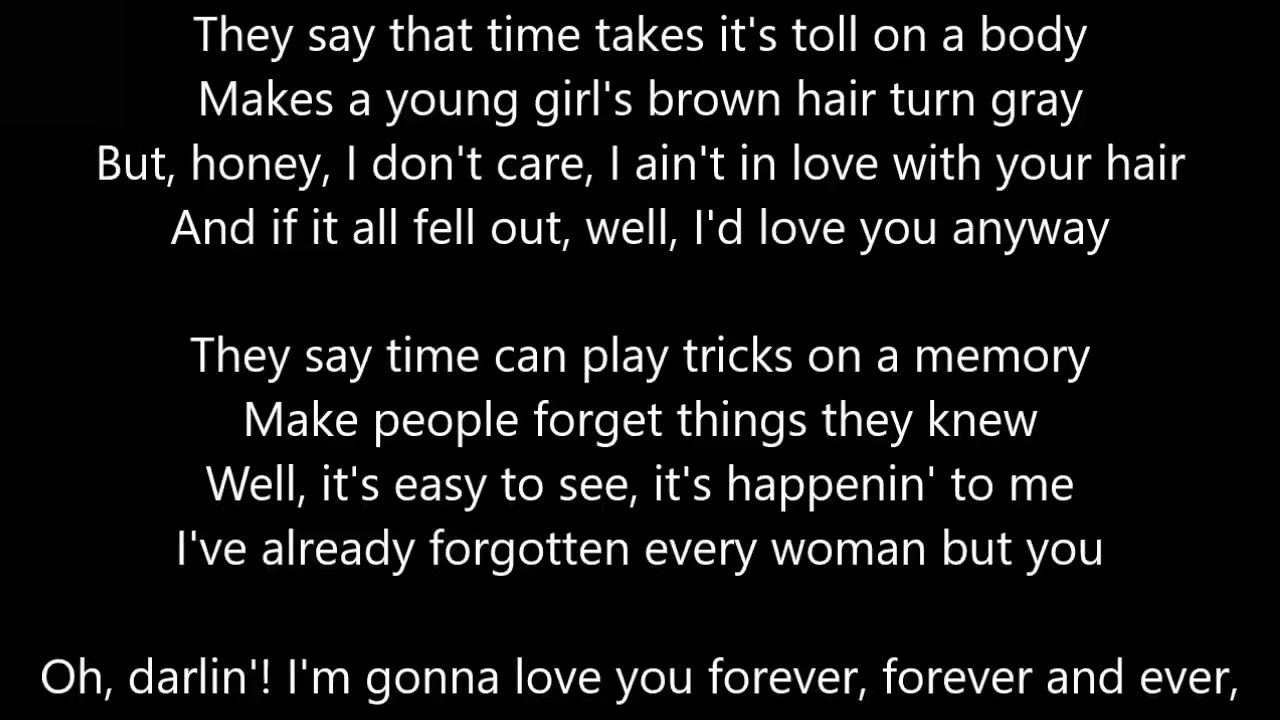 They say that time takes it's toll on a body
Makes a young girl's brown hair turn gray
But, honey, I don't care, I ain't in love with your hair
And if it all fell out, well, I'd love you anyway
They say time can play tricks on a memory
Make people forget things they knew
Well, it's easy to see, it's happenin' to me
I've already forgotten every woman but you
Oh, darlin'! I'm gonna love you forever, forever and ever,